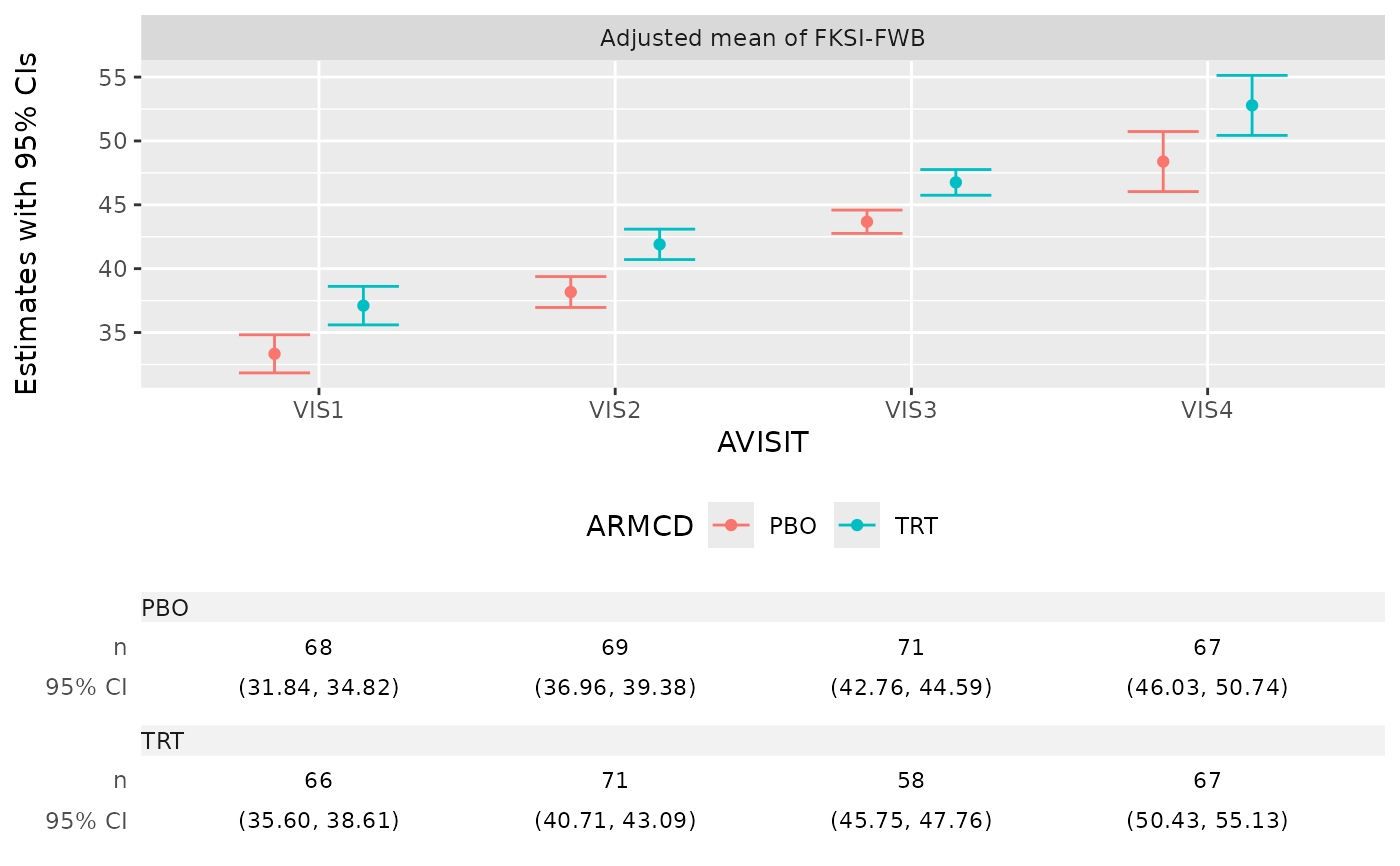 Adjusted mean of FKSI-FWB
Estimates with 95% CIs
55
50
45
40
35
VIS1 VIS2 VIS3 VIS4
AVISIT
ARMCD PBO TRT
PBO
n 68 69 71 67
95% CI (31.84, 34.82) (36.96, 39.38) (42.76, 44.59) (46.03, 50.74)
TRT
n 66 71 58 67
95% CI (35.60, 38.61) (40.71, 43.09) (45.75, 47.76) (50.43, 55.13)